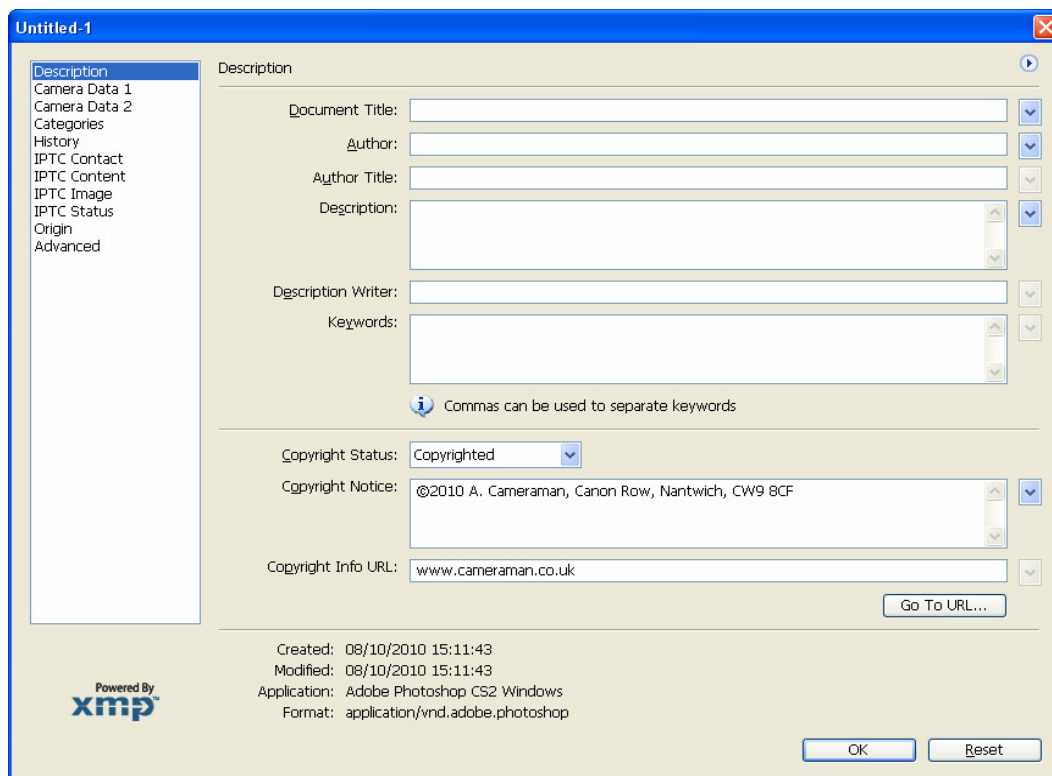 Untitled-1
Description
Camera Data 1
Camera Data 2
Categories
History
IPTC Contact
IPTC Content
IPTC Image
IPTC Status
Origin
Advanced
Description
Document Title:
Author:
Author Title:
Description:
Description Writer:
Keywords:
Commas can be used to separate keywords
Copyright Status: Copyrighted
Copyright Notice: ©2010 A. Cameraman, Canon Row, Nantwich, CW9 8CF
Copyright Info URL: www.cameraman.co.uk
Go To URL...
Created: 08/10/2010 15:11:43
Modified: 08/10/2010 15:11:43
Application: Adobe Photoshop CS2 Windows
Format: application/vnd.adobe.photoshop
Powered By
xmp™
OK Reset